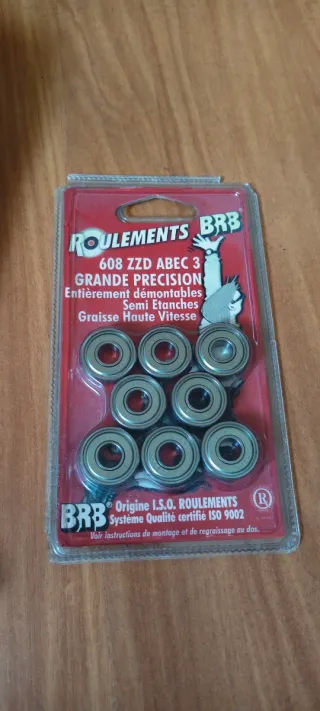 ROULEMENTS BRB
608 ZZD ABEC 3
GRANDE PRECISION
Entièrement démontables
Semi Etanches
Graisse Haute Vitesse
BRB® Origine I.S.O. ROULEMENTS
Système Qualité certifié ISO 9002
®
Voir instructions de montage et de regraissage au dos.